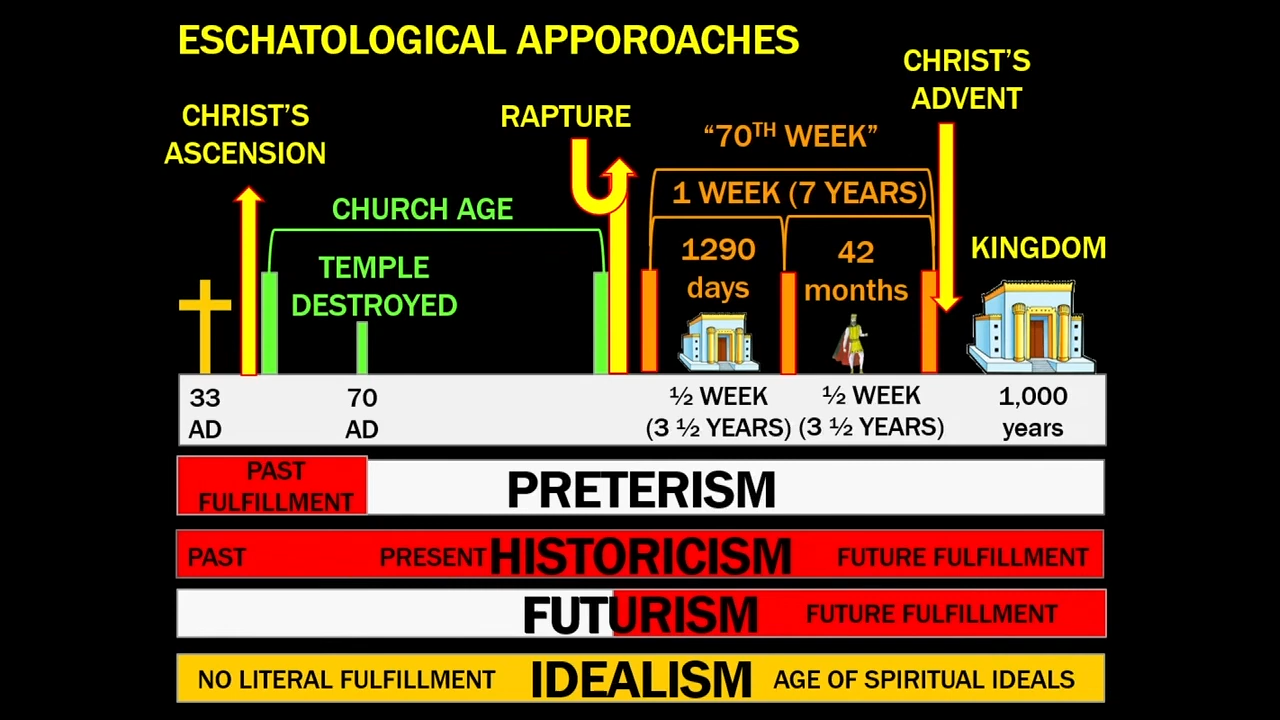 ESCHATOLOGICAL APPOROACHES
CHRIST'S
ADVENT
CHRIST'S
ASCENSION
RAPTURE
“70TH WEEK”
1 WEEK (7 YEARS)
CHURCH AGE
TEMPLE
DESTROYED
1290
days
42
months
KINGDOM
33
AD
70
AD
½ WEEK
(3 ½ YEARS)
½ WEEK
(3 ½ YEARS)
1,000
years
PAST
FULFILLMENT
PRETERISM
PAST PRESENT HISTORICISM FUTURE FULFILLMENT
FUTURISM FUTURE FULFILLMENT
NO LITERAL FULFILLMENT IDEALISM AGE OF SPIRITUAL IDEALS